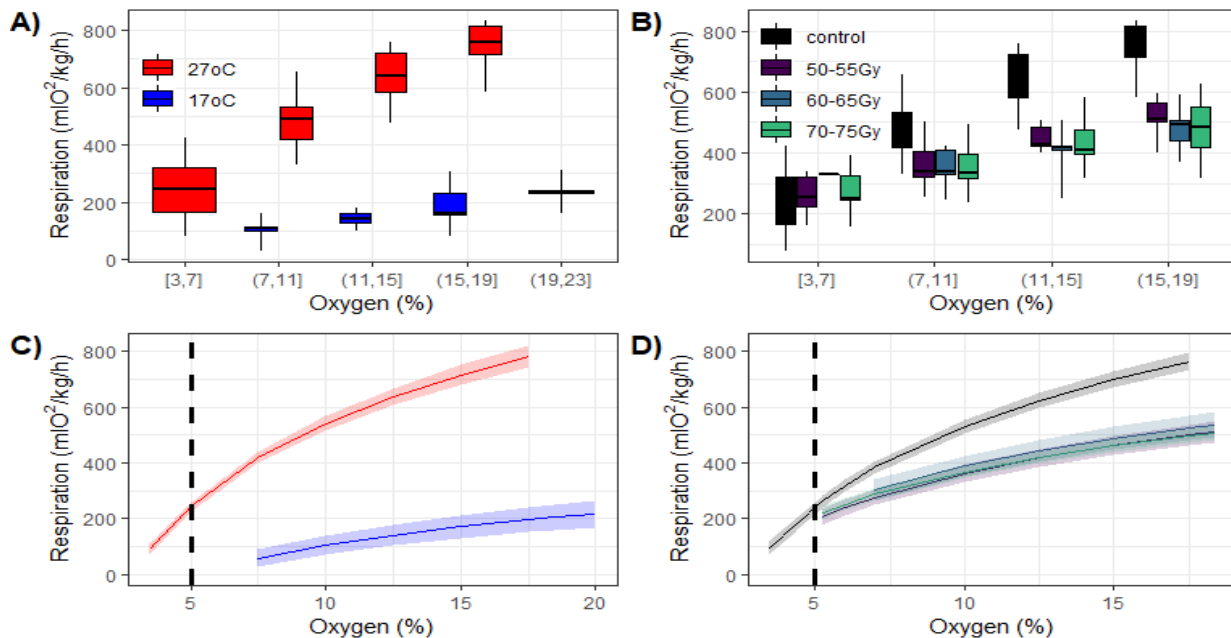 A)
Respiration (mlO²/kg/h)
800
600
400
200
0
27oC
17oC
[3,7]
(7,11]
(11,15]
(15,19]
(19,23]
Oxygen (%)
B)
Respiration (mlO²/kg/h)
800
600
400
200
control
50-55Gy
60-65Gy
70-75Gy
[3,7]
(7,11]
(11,15]
(15,19]
Oxygen (%)
C)
Respiration (mlO²/kg/h)
800
600
400
200
0
5
10
15
20
Oxygen (%)
D)
Respiration (mlO²/kg/h)
800
600
400
200
0
5
10
15
Oxygen (%)